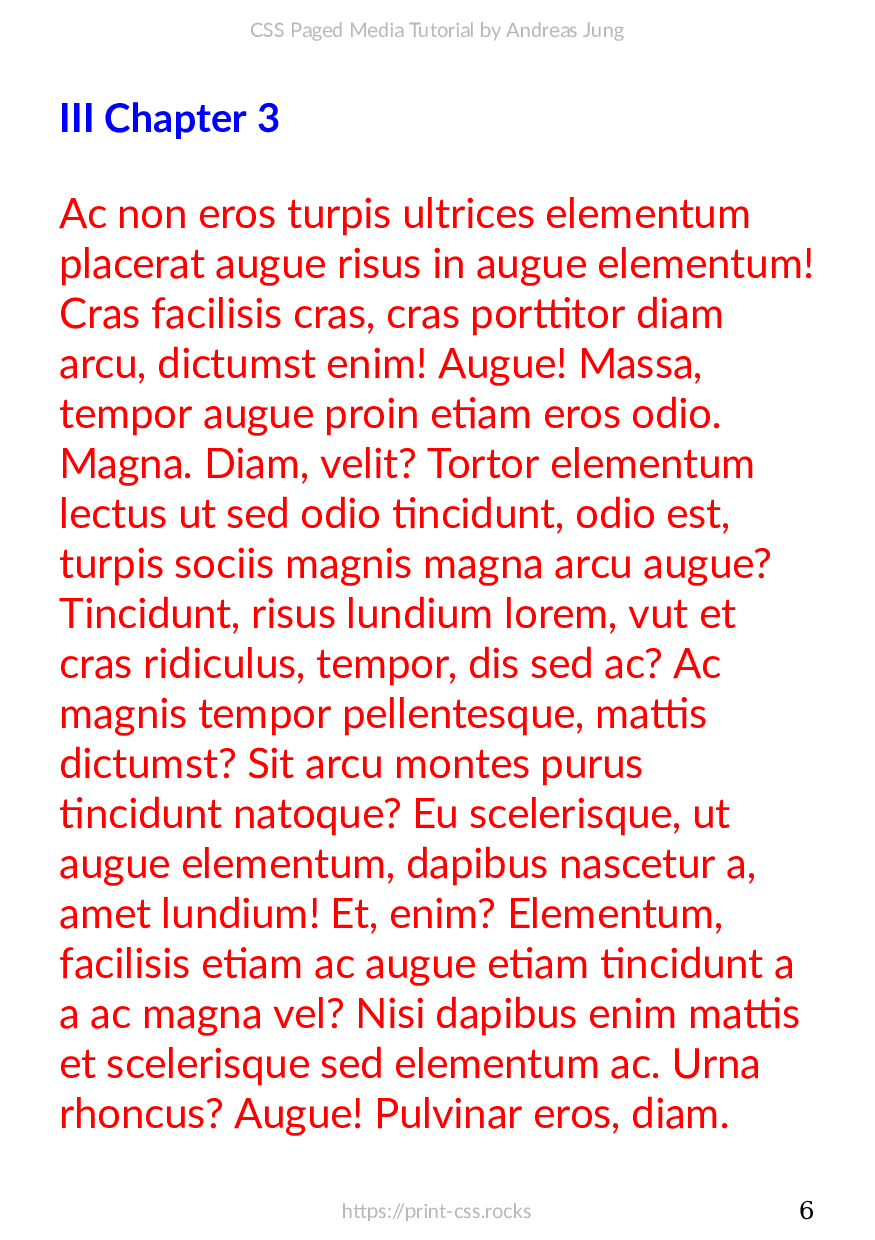 CSS Paged Media Tutorial by Andreas Jung
III Chapter 3
Ac non eros turpis ultrices elementum
placerat augue risus in augue elementum!
Cras facilisis cras, cras porttitor diam
arcu, dictumst enim! Augue! Massa,
tempor augue proin etiam eros odio.
Magna. Diam, velit? Tortor elementum
lectus ut sed odio tincidunt, odio est,
turpis sociis magnis magna arcu augue?
Tincidunt, risus lundium lorem, vut et
cras ridiculus, tempor, dis sed ac? Ac
magnis tempor pellentesque, mattis
dictumst? Sit arcu montes purus
tincidunt natoque? Eu scelerisque, ut
augue elementum, dapibus nascetur a,
amet lundium! Et, enim? Elementum,
facilisis etiam ac augue etiam tincidunt a
a ac magna vel? Nisi dapibus enim mattis
et scelerisque sed elementum ac. Urna
rhoncus? Augue! Pulvinar eros, diam.
https://print-css.rocks
6